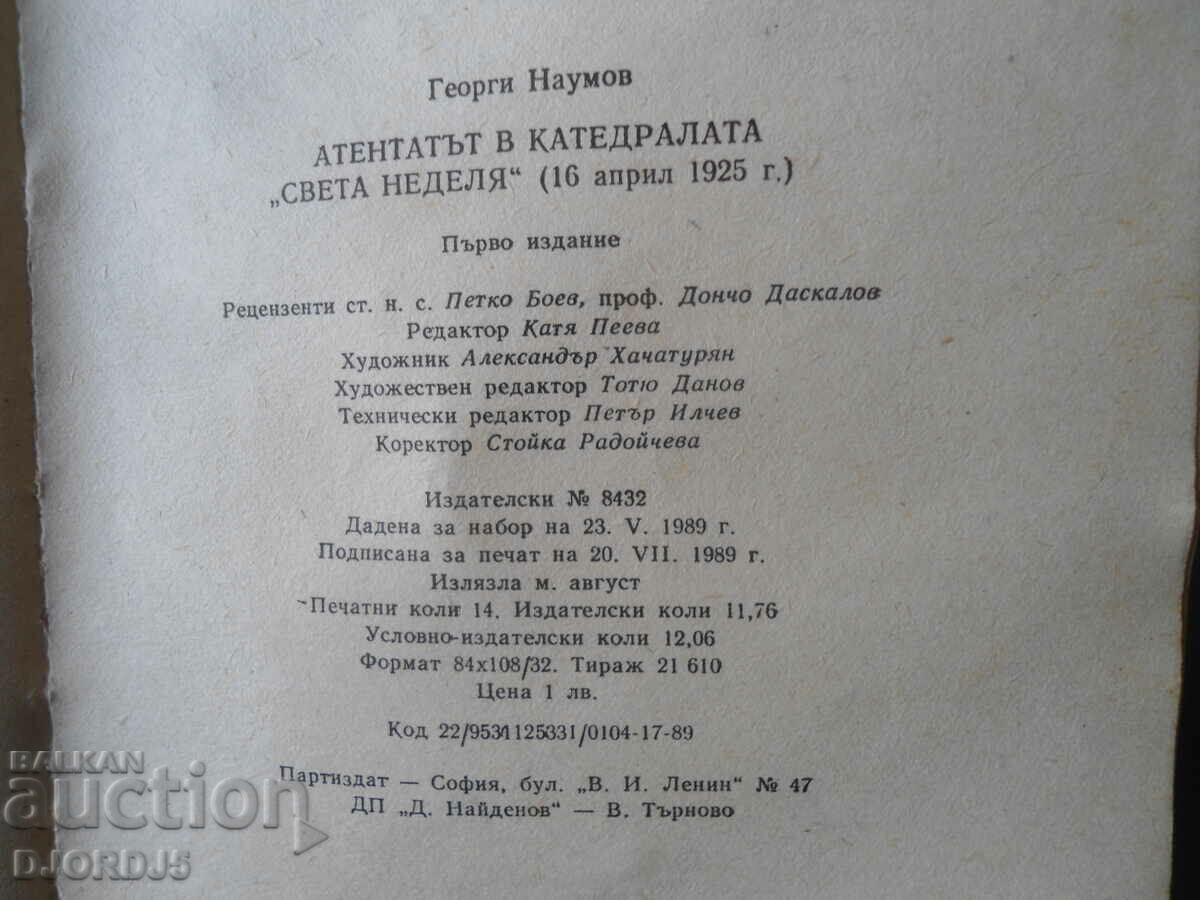 Георги Наумов
АТЕНТАТЪТ В КАТЕДРАЛАТА
„СВЕТА НЕДЕЛЯ“ (16 април 1925 г.)
Първо издание
Рецензенти ст. н. с. Петко Боев, проф. Дончо Даскалов
Редактор Катя Пеева
Художник Александър Хачатурян
Художествен редактор Тотю Данов
Технически редактор Петър Илчев
Коректор Стойка Радойчева
Издателски № 8432
Дадена за набор на 23. V. 1989 г.
Подписана за печат на 20. VII. 1989 г.
Излязла м. август
Печатни коли 14. Издателски коли 11,76
Условно-издателски коли 12,06
Формат 84х108/32. Тираж 21 610
Цена 1 лв.
Код 22/9531125331/0104-17-89
Партиздат — София, бул. „В. И. Ленин“ № 47
ДП „Д. Найденов“ — В. Търново
BALKAN
auction
DJORDJ5